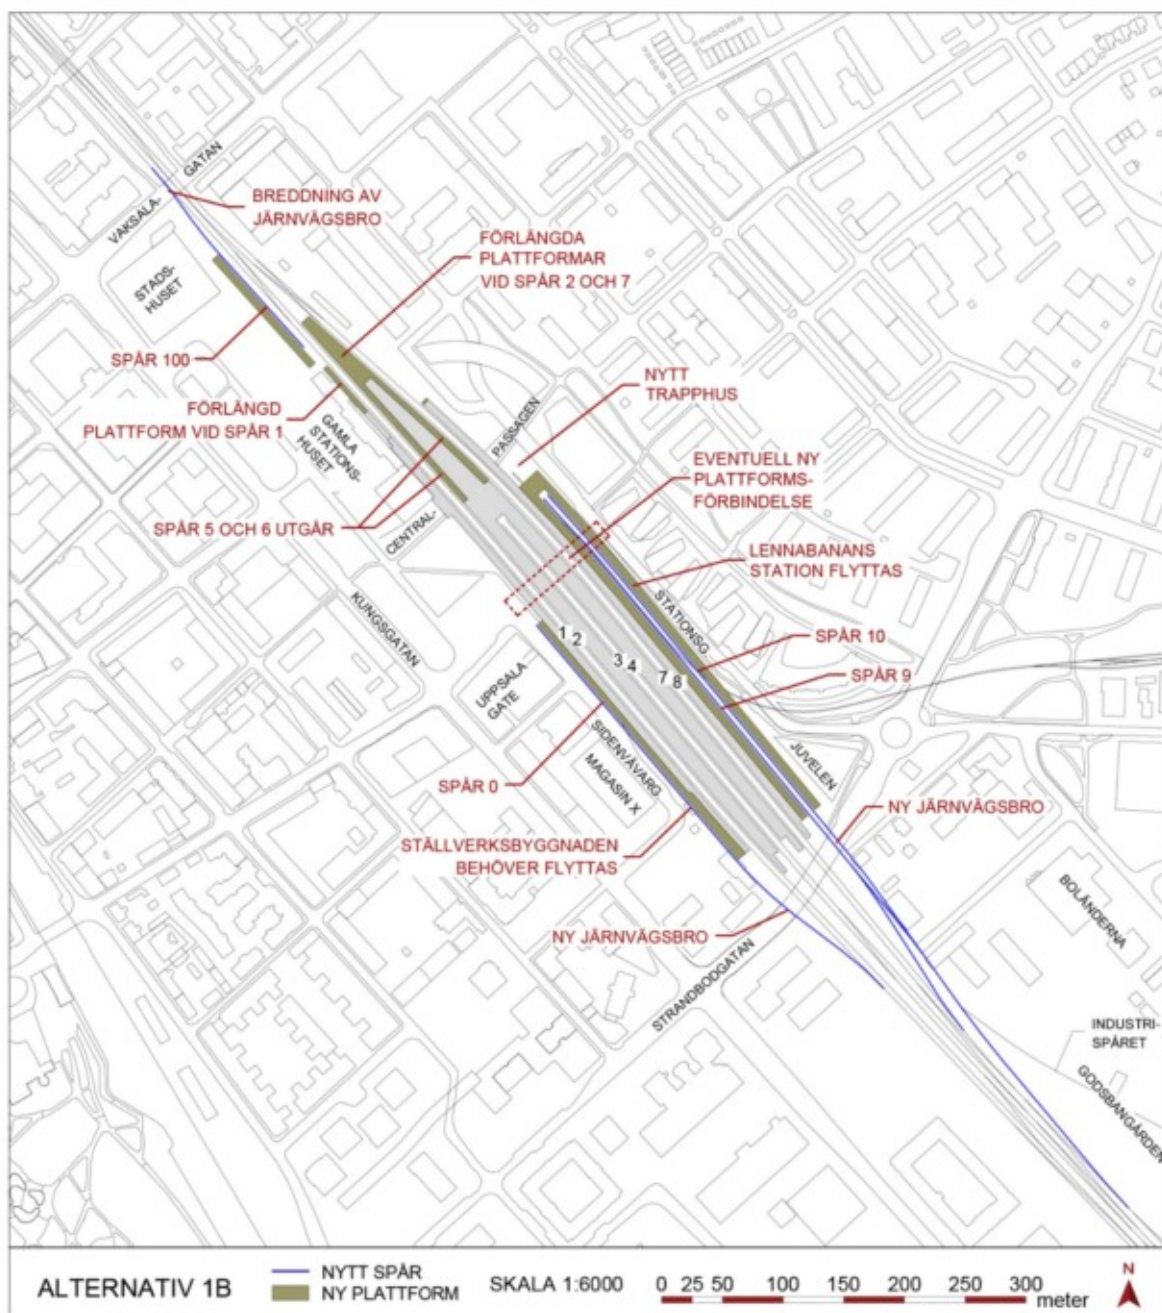 BREDDNING AV
JÄRNVÄGSBRO
VAKSALA-
GATAN
FÖRLÄNGDA
PLATTFORMAR
VID SPÅR 2 OCH 7
STADS-
HUSET
SPÅR 100
NYTT
TRAPPHUS
FÖRLÄNGD
PLATTFORM VID SPÅR 1
GAMLA
STATIONS-
HUSET
PASSAGEN
EVENTUELL NY
PLATTFORMS-
FÖRBINDELSE
SPÅR 5 OCH 6 UTGÅR
CENTRAL-
LENNABANANS
STATION FLYTTAS
KUNGSGATAN
STATIONSG
1 2
3 4
7 8
SPÅR 10
SPÅR 9
UPPSALA
GATE
SIDENVÄVARG
MAGASIN X
JUVELEN
SPÅR 0
NY JÄRNVÄGSBRO
STÄLLVERKSBYGGNADEN
BEHÖVER FLYTTAS
BOLÄNDERNA
NY JÄRNVÄGSBRO
STRANDBODGATAN
INDUSTRI-
SPÅRET
GODSBANGÅRDEN
ALTERNATIV 1B
NYTT SPÅR
NY PLATTFORM
SKALA 1:6000
0 25 50 100 150 200 250 300
meter
N